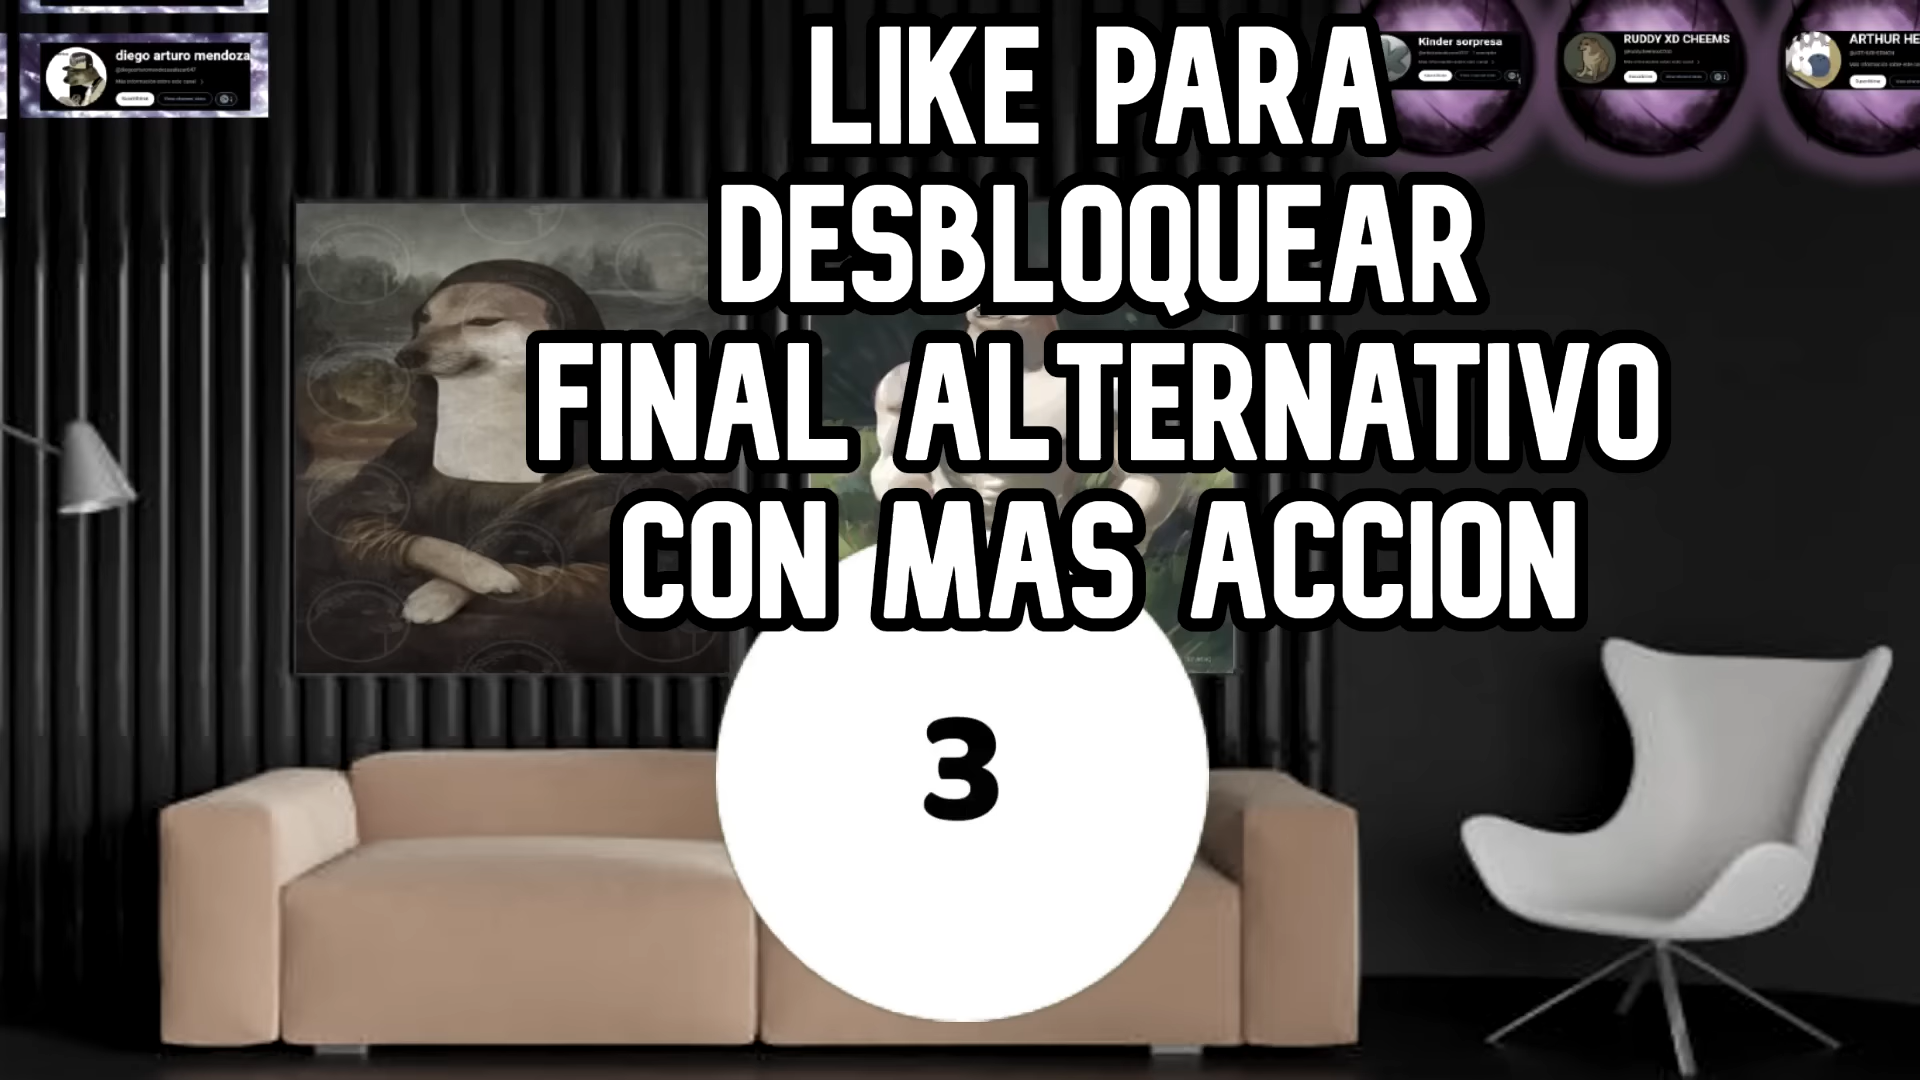 diego arturo mendoza
Kinder sorpresa
RUDDY XD CHEEMS
ARTHUR HE
LIKE PARA
DESBLOQUEAR
FINAL ALTERNATIVO
CON MAS ACCION
3